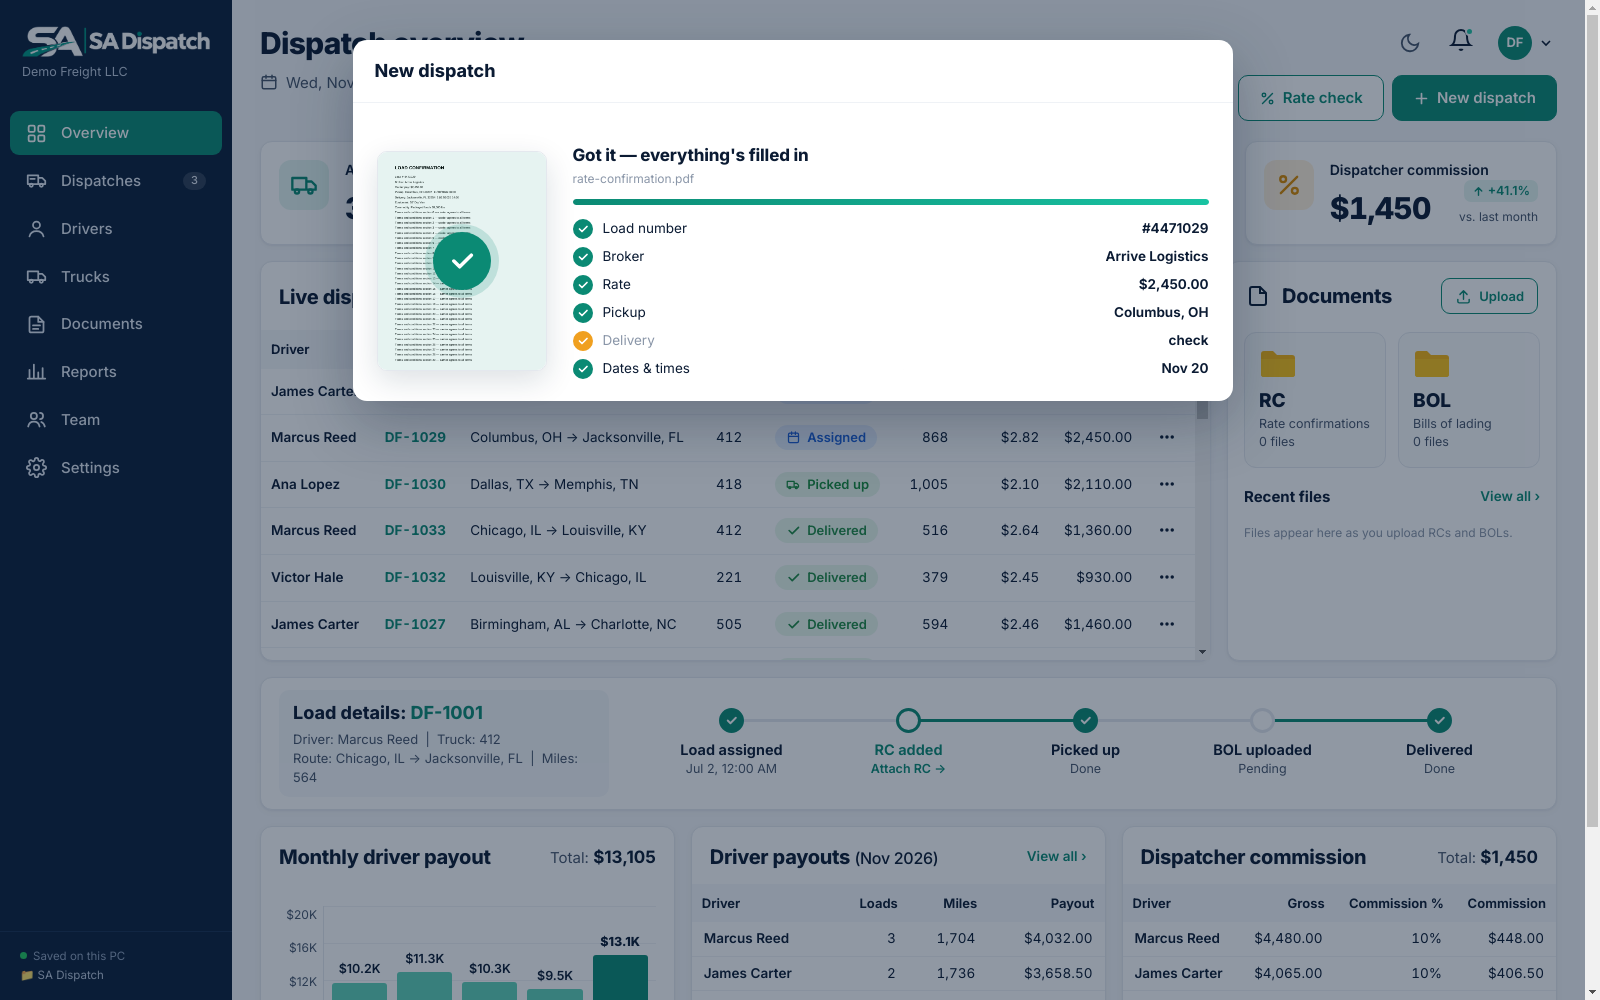 SA | SA Dispatch
Demo Freight LLC
Overview
Dispatches 3
Drivers
Trucks
Documents
Reports
Team
Settings
Saved on this PC
SA Dispatch
Dispatch overview
Wed, Nov
DF
Rate check
+ New dispatch
New dispatch
LOAD CONFIRMATION
Got it — everything's filled in
rate-confirmation.pdf
Load number #4471029
Broker Arrive Logistics
Rate $2,450.00
Pickup Columbus, OH
Delivery check
Dates & times Nov 20
Dispatcher commission
$1,450
↑ +41.1%
vs. last month
Live dis
Driver
James Carte
Marcus Reed DF-1029 Columbus, OH → Jacksonville, FL 412 Assigned 868 $2.82 $2,450.00 •••
Ana Lopez DF-1030 Dallas, TX → Memphis, TN 418 Picked up 1,005 $2.10 $2,110.00 •••
Marcus Reed DF-1033 Chicago, IL → Louisville, KY 412 Delivered 516 $2.64 $1,360.00 •••
Victor Hale DF-1032 Louisville, KY → Chicago, IL 221 Delivered 379 $2.45 $930.00 •••
James Carter DF-1027 Birmingham, AL → Charlotte, NC 505 Delivered 594 $2.46 $1,460.00 •••
Documents
Upload
RC
Rate confirmations
0 files
BOL
Bills of lading
0 files
Recent files View all ›
Files appear here as you upload RCs and BOLs.
Load details: DF-1001
Driver: Marcus Reed | Truck: 412
Route: Chicago, IL → Jacksonville, FL | Miles:
564
Load assigned
Jul 2, 12:00 AM
RC added
Attach RC →
Picked up
Done
BOL uploaded
Pending
Delivered
Done
Monthly driver payout Total: $13,105
$20K
$16K
$12K
$10.2K
$11.3K
$10.3K
$9.5K
$13.1K
Driver payouts (Nov 2026) View all ›
Driver Loads Miles Payout
Marcus Reed 3 1,704 $4,032.00
James Carter 2 1,736 $3,658.50
Dispatcher commission Total: $1,450
Driver Gross Commission % Commission
Marcus Reed $4,480.00 10% $448.00
James Carter $4,065.00 10% $406.50